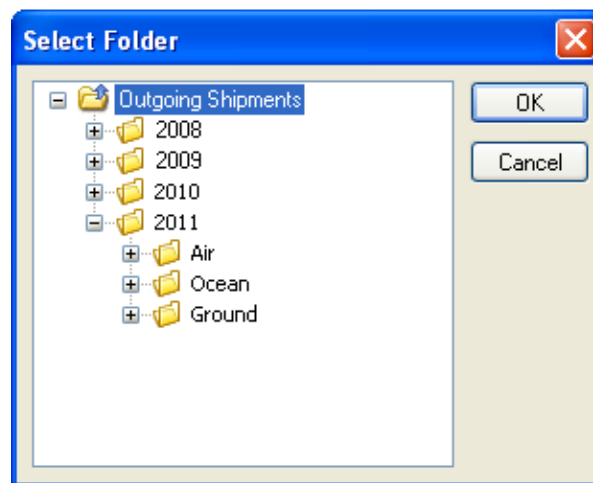 Select Folder
Outgoing Shipments
OK
2008
2009
Cancel
2010
2011
Air
Ocean
Ground